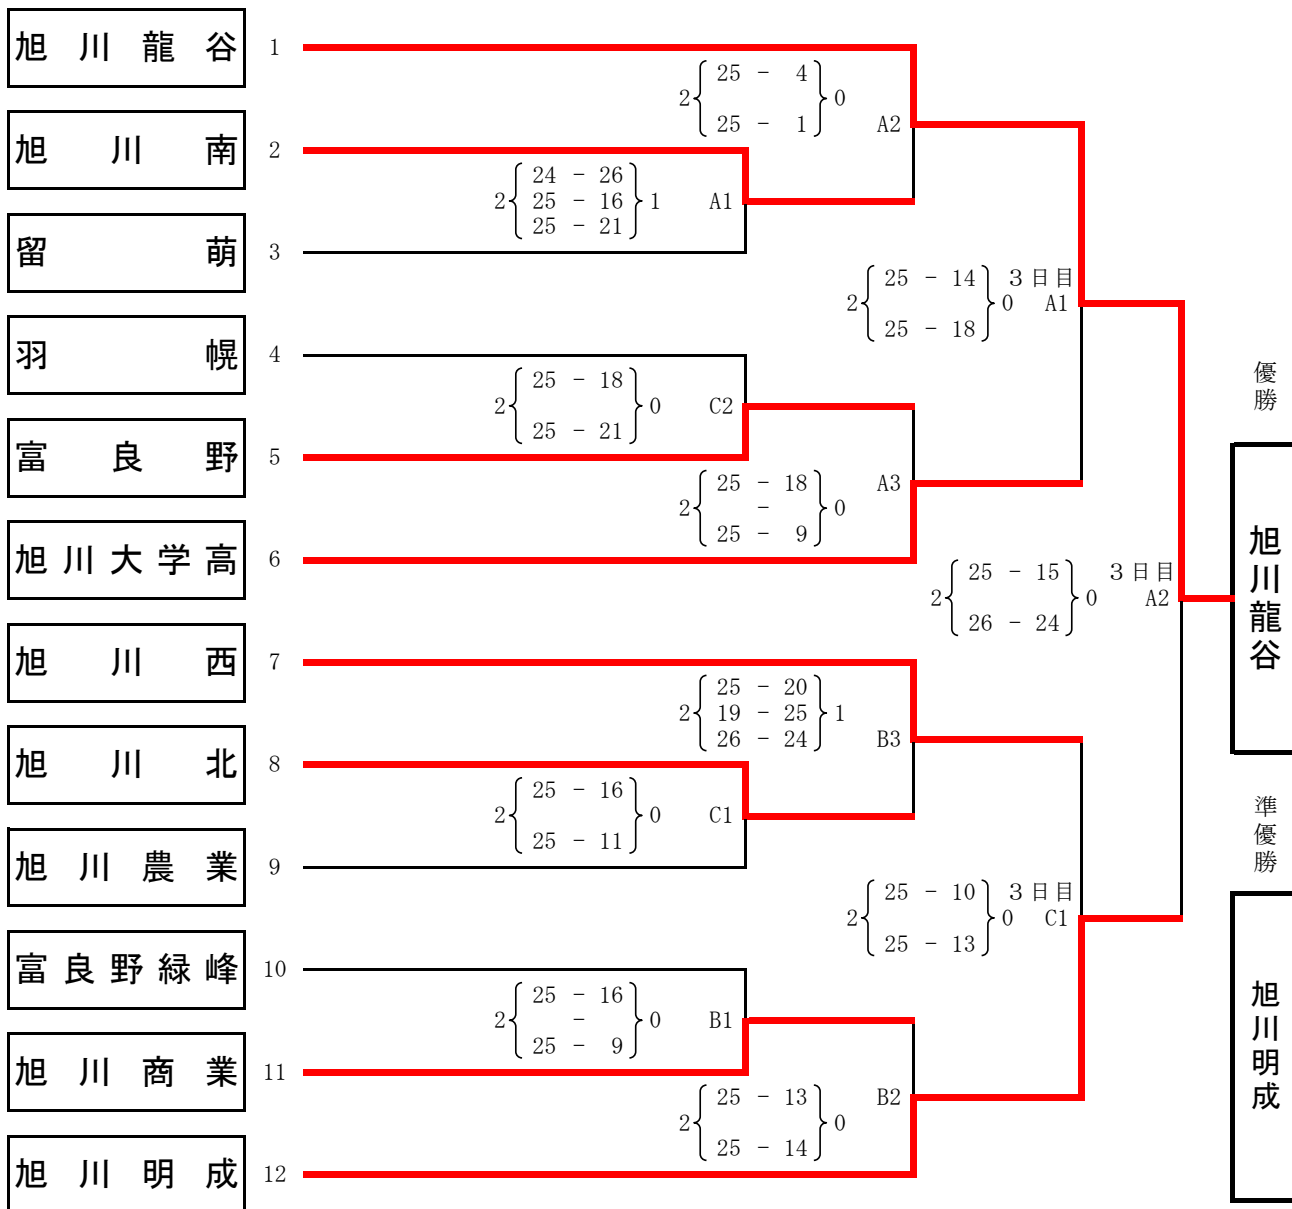 旭川龍谷 1
25 - 4
2 0
25 - 1 A2
旭川南 2
24 - 26
2 25 - 16 1 A1
25 - 21
留萌 3
25 - 14 3日目
2 0 A1
25 - 18
羽幌 4
25 - 18
2 0 C2
25 - 21
富良野 5
25 - 18 A3
2 - 0
25 - 9
旭川大学高 6
25 - 15 3日目
2 0 A2
26 - 24
旭川西 7
25 - 20
2 19 - 25 1
26 - 24 B3
旭川北 8
25 - 16
2 0 C1
25 - 11
旭川農業 9
25 - 10 3日目
2 0 C1
25 - 13
富良野緑峰 10
25 - 16
2 - 0 B1
25 - 9
旭川商業 11
25 - 13 B2
2 0
25 - 14
旭川明成 12
優勝
旭川龍谷
準優勝
旭川明成